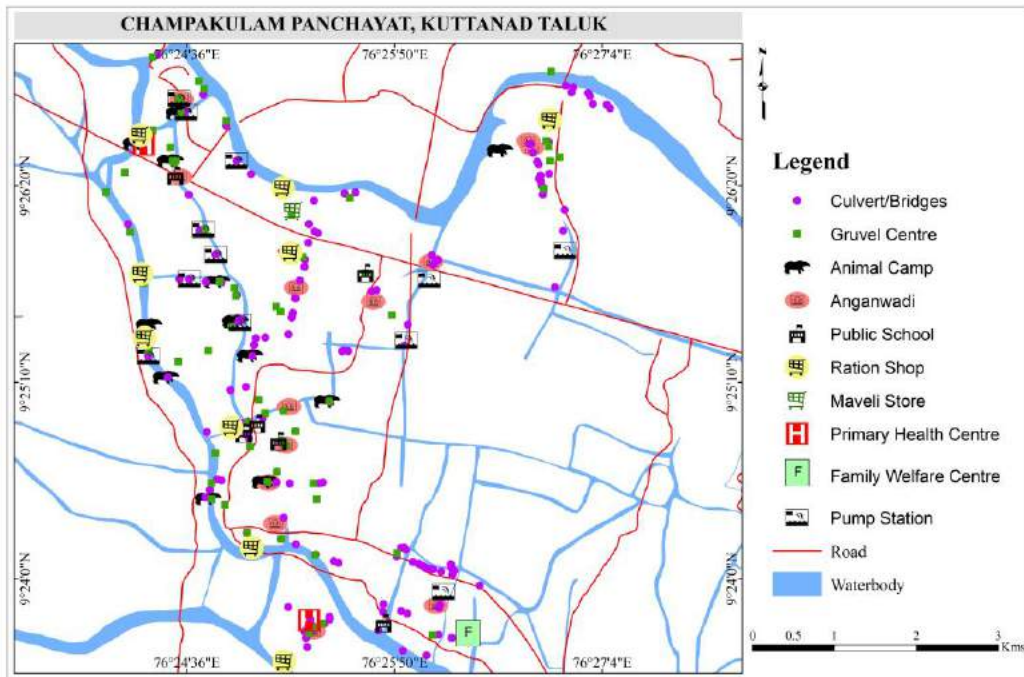 CHAMPAKULAM PANCHAYAT, KUTTANAD TALUK
76°24'36"E 76°25'50"E 76°27'4"E
N
9°26'20"N 9°26'20"N
9°25'10"N 9°25'10"N
9°24'0"N 9°24'0"N
76°24'36"E 76°25'50"E 76°27'4"E
Legend
Culvert/Bridges
Gruvel Centre
Animal Camp
Anganwadi
Public School
Ration Shop
Maveli Store
H Primary Health Centre
F Family Welfare Centre
Pump Station
Road
Waterbody
H
H
F
0 0.5 1 2 3
Kms